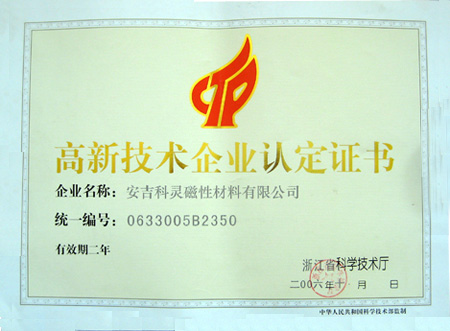 高新技术企业认定证书
企业名称：安吉科灵磁性材料有限公司
统一编号：0633005B2350
有效期二年
浙江省科学技术厅
二00六年十 月 日
中华人民共和国科学技术部监制